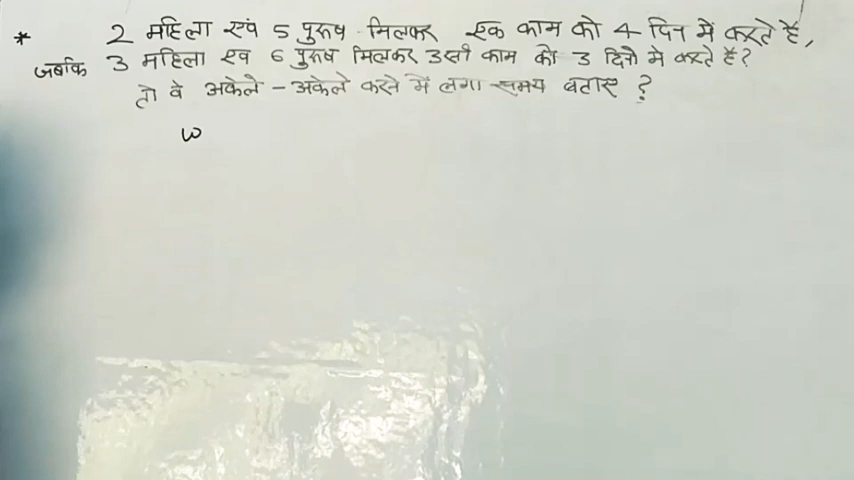 * 2 महिला एवं 5 पुरुष मिलकर एक काम को 4 दिन में करते हैं,
जबकि 3 महिला एव 6 पुरुष मिलकर उसी काम को 3 दिनो मे करते हैं?
तो वे अकेले - अकेले करने में लगा समय बताए ?
w